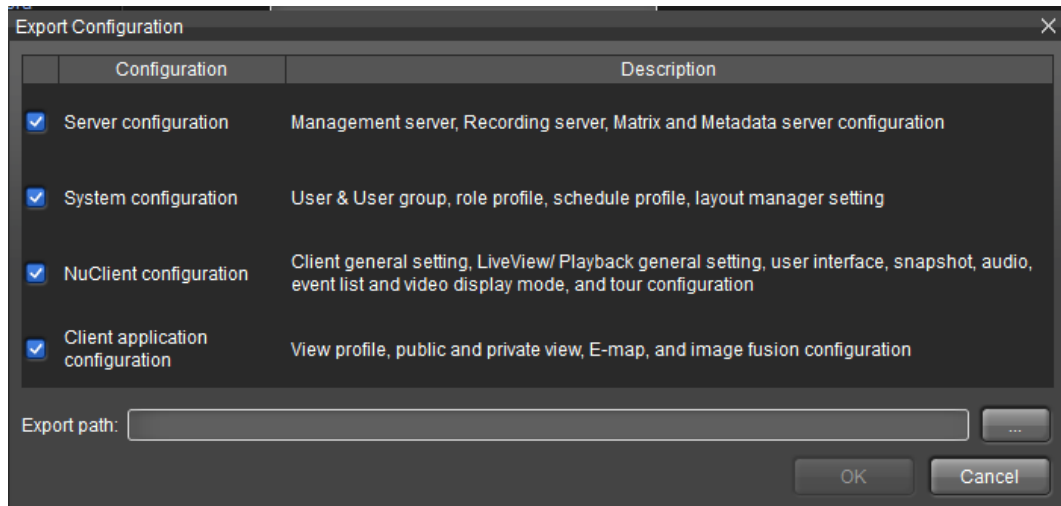 Export Configuration
Configuration Description
Server configuration Management server, Recording server, Matrix and Metadata server configuration
System configuration User & User group, role profile, schedule profile, layout manager setting
NuClient configuration Client general setting, LiveView/ Playback general setting, user interface, snapshot, audio,
event list and video display mode, and tour configuration
Client application
configuration View profile, public and private view, E-map, and image fusion configuration
Export path: ...
OK Cancel